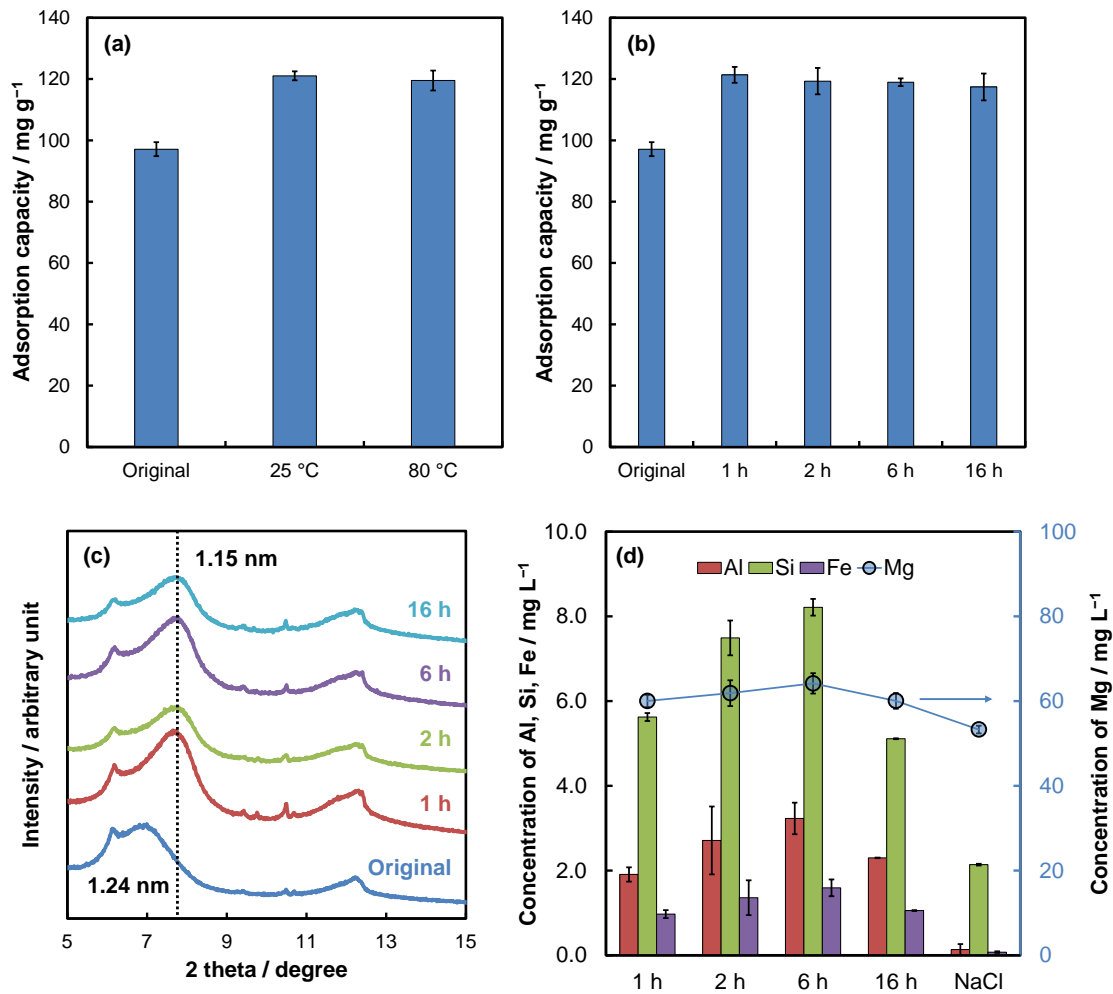 (a)
Adsorption capacity / mg g⁻¹
140
120
100
80
60
40
20
0
Original 25 °C 80 °C
(b)
Adsorption capacity / mg g⁻¹
140
120
100
80
60
40
20
0
Original 1 h 2 h 6 h 16 h
(c)
1.15 nm
16 h
6 h
2 h
1 h
Original
1.24 nm
Intensity / arbitrary unit
5 7 9 11 13 15
2 theta / degree
(d)
Al Si Fe Mg
Concentration of Al, Si, Fe / mg L⁻¹
10.0
8.0
6.0
4.0
2.0
0.0
100
80
60
40
20
0
Concentration of Mg / mg L⁻¹
1 h 2 h 6 h 16 h NaCl